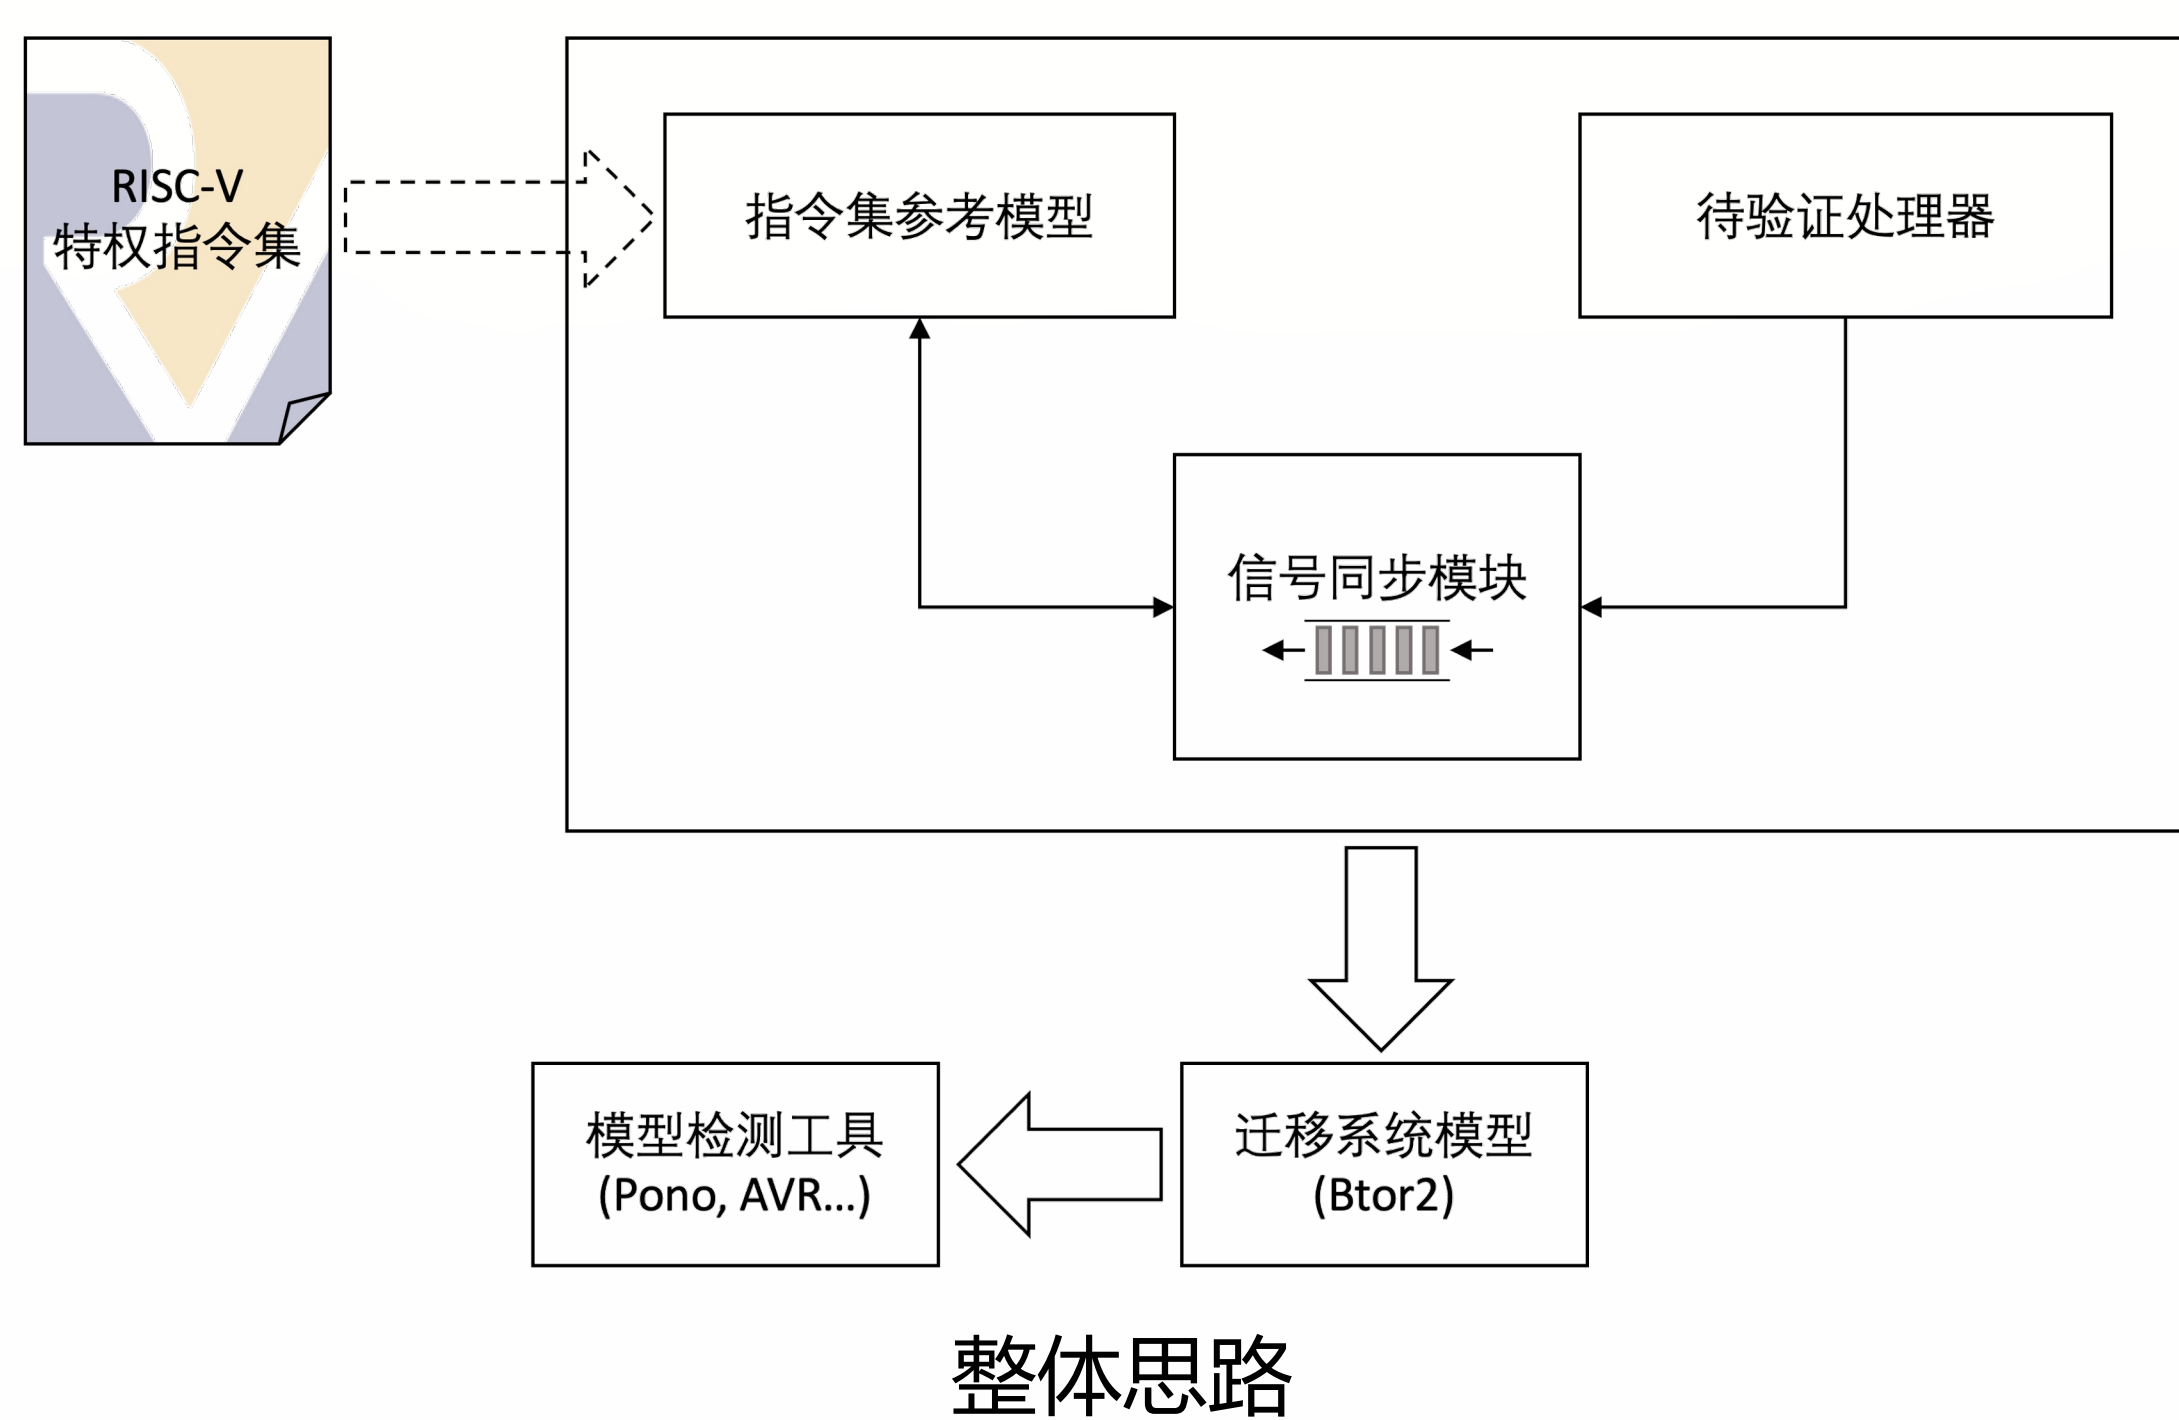 RISC-V
特权指令集
指令集参考模型
待验证处理器
信号同步模块
模型检测工具
(Pono, AVR...)
迁移系统模型
(Btor2)
整体思路